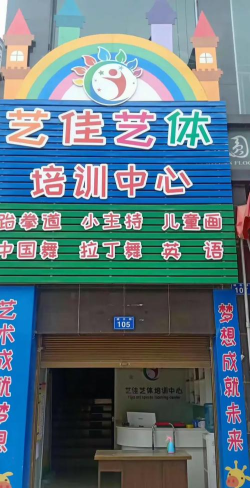 艺佳艺体
培训中心
跆拳道 小主持 儿童画
中国舞 拉丁舞 英语
105
艺术成就梦想
梦想成就未来
艺佳艺体培训中心